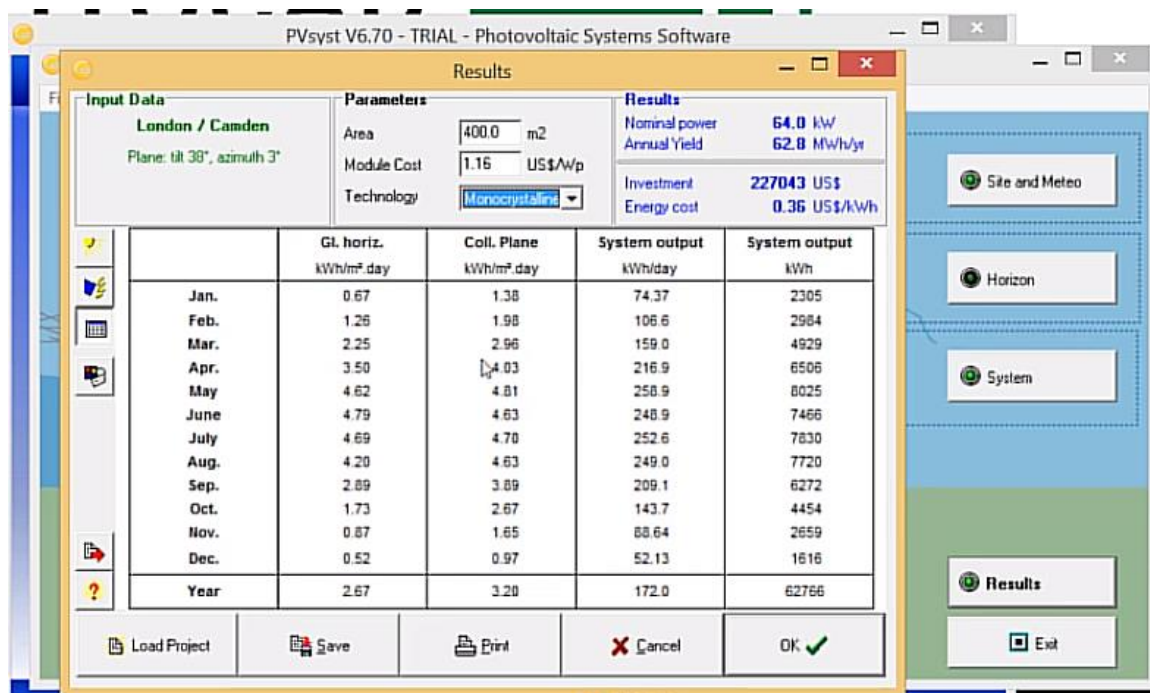 PVsyst V6.70 - TRIAL - Photovoltaic Systems Software
Results
Input Data
London / Camden
Plane: tilt 38°, azimuth 3°
Parameters
Area 400.0 m2
Module Cost 1.16 US$/Wp
Technology Monocrystalline
Results
Nominal power 64.0 kW
Annual Yield 62.8 MWh/yr
Investment 227043 US$
Energy cost 0.36 US$/kWh
Gl. horiz. Coll. Plane System output System output
kWh/m².day kWh/m².day kWh/day kWh
Jan. 0.67 1.38 74.37 2305
Feb. 1.26 1.98 106.6 2984
Mar. 2.25 2.96 159.0 4929
Apr. 3.50 4.03 216.9 6506
May 4.62 4.81 258.9 8025
June 4.79 4.63 248.9 7466
July 4.69 4.70 252.6 7830
Aug. 4.20 4.63 249.0 7720
Sep. 2.89 3.89 209.1 6272
Oct. 1.73 2.67 143.7 4454
Nov. 0.87 1.65 88.64 2659
Dec. 0.52 0.97 52.13 1616
Year 2.67 3.20 172.0 62766
Load Project Save Print Cancel OK
Site and Meteo
Horizon
System
Results
Exit